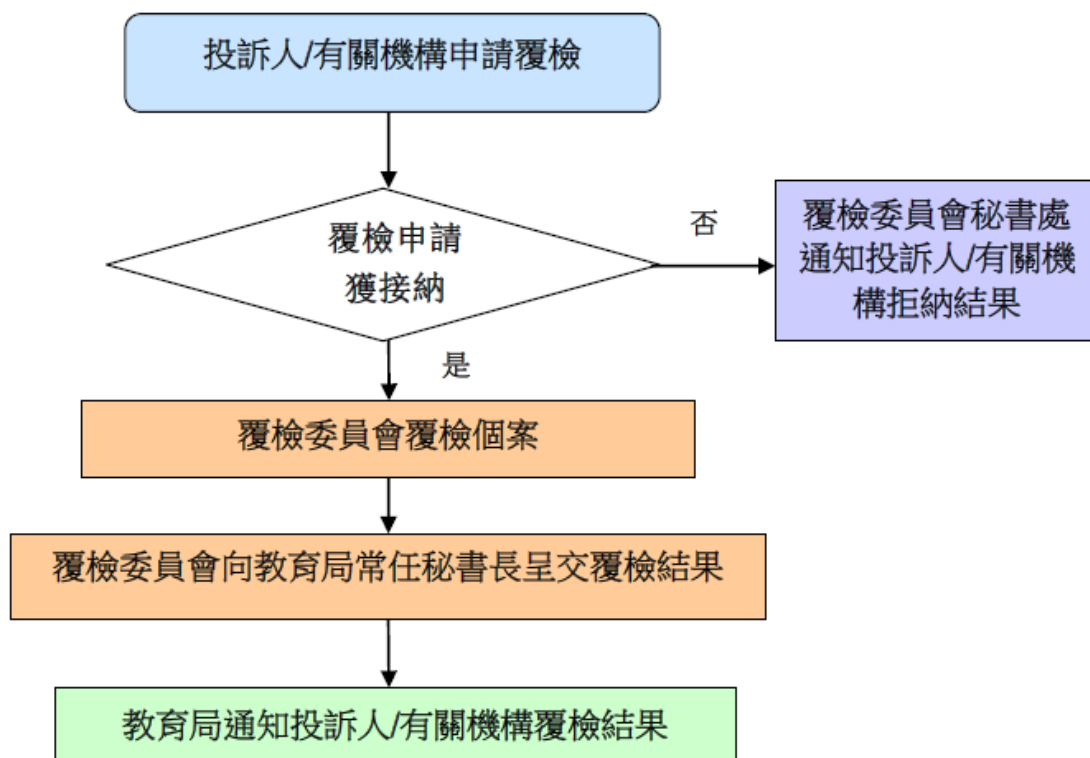 投訴人/有關機構申請覆檢
覆檢申請
獲接納
否
覆檢委員會秘書處
通知投訴人/有關機
構拒納結果
是
覆檢委員會覆檢個案
覆檢委員會向教育局常任秘書長呈交覆檢結果
教育局通知投訴人/有關機構覆檢結果